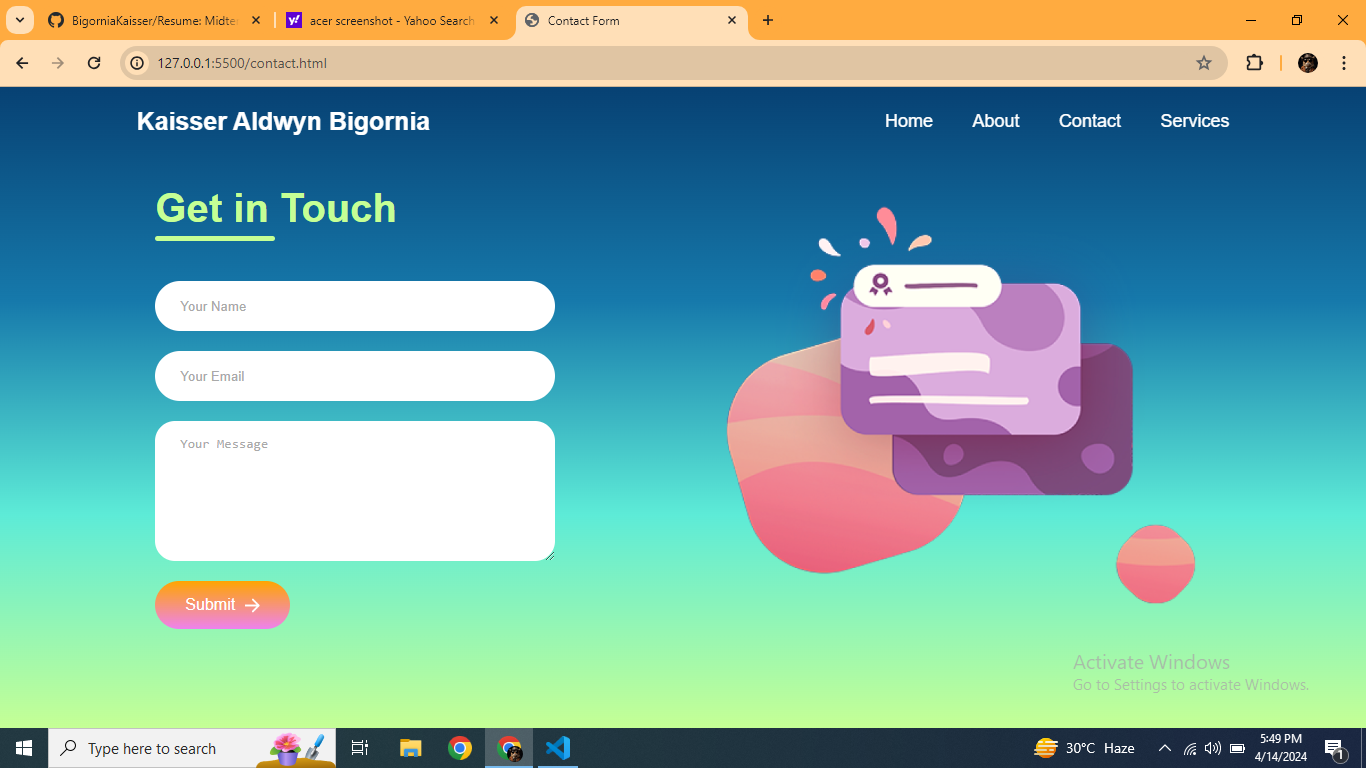 BigorniaKaisser/Resume: Midte
acer screenshot - Yahoo Search
Contact Form
127.0.0.1:5500/contact.html
Kaisser Aldwyn Bigornia
Home
About
Contact
Services
Get in Touch
Your Name
Your Email
Your Message
Submit
Activate Windows
Go to Settings to activate Windows.
Type here to search
30°C Haze
5:49 PM
4/14/2024
1